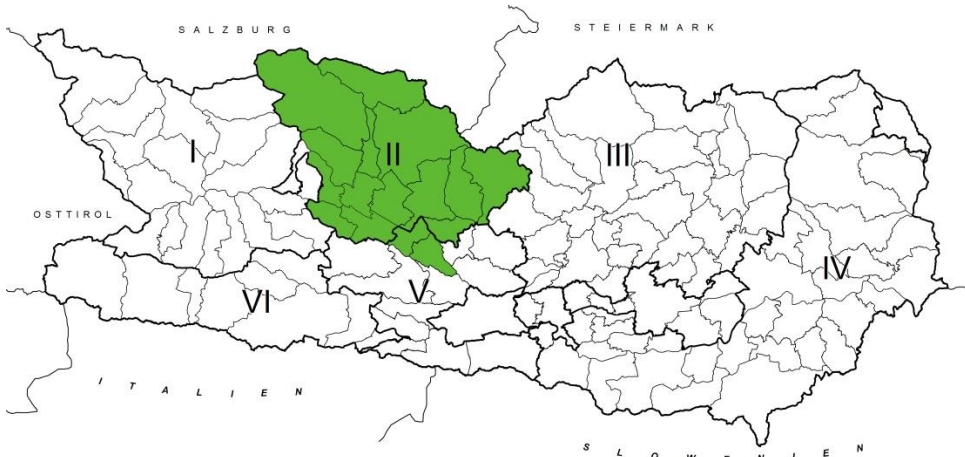 SALZBURG
STEIERMARK
I
II
III
OSTTIROL
IV
V
VI
ITALIEN
SLOWENIEN